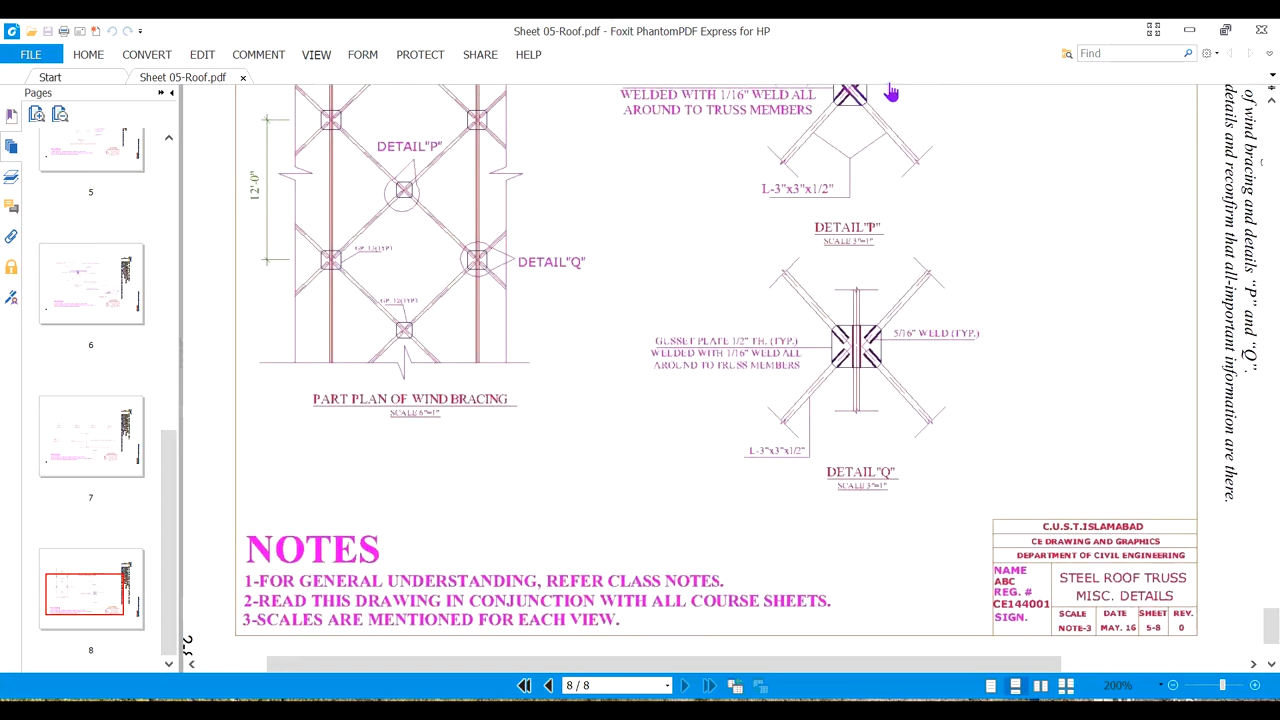 Sheet 05-Roof.pdf - Foxit PhantomPDF Express for HP
FILE HOME CONVERT EDIT COMMENT VIEW FORM PROTECT SHARE HELP
Find
Start Sheet 05-Roof.pdf
Pages
5
6
7
8
12'-0"
DETAIL"P"
DETAIL"Q"
PART PLAN OF WIND BRACING
SCALE 6"=1"
WELDED WITH 1/16" WELD ALL
AROUND TO TRUSS MEMBERS
L-3"x3"x1/2"
DETAIL"P"
SCALE 3"=1"
GUSSET PLATE 1/2" TH. (TYP.)
WELDED WITH 1/16" WELD ALL
AROUND TO TRUSS MEMBERS
5/16" WELD (TYP.)
L-3"x3"x1/2"
DETAIL"Q"
SCALE 3"=1"
of wind bracing and details “P” and “Q”.
details and reconfirm that all-important information are there.
NOTES
1-FOR GENERAL UNDERSTANDING, REFER CLASS NOTES.
2-READ THIS DRAWING IN CONJUNCTION WITH ALL COURSE SHEETS.
3-SCALES ARE MENTIONED FOR EACH VIEW.
C.U.S.T.ISLAMABAD
CE DRAWING AND GRAPHICS
DEPARTMENT OF CIVIL ENGINEERING
NAME
ABC
REG. #
CE144001
SIGN.
STEEL ROOF TRUSS
MISC. DETAILS
SCALE DATE SHEET REV.
NOTE-3 MAY. 16 5-8 0
8 / 8
200%